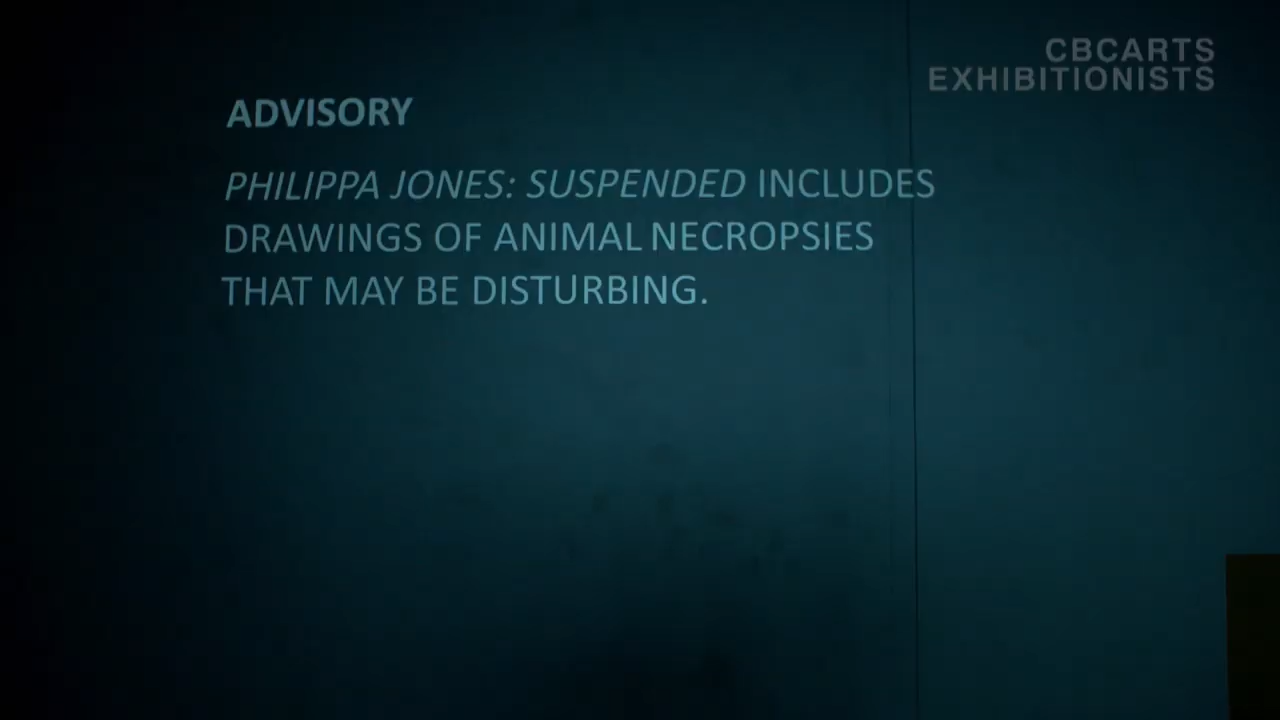 CBCARTS
EXHIBITIONISTS
ADVISORY
PHILIPPA JONES: SUSPENDED INCLUDES
DRAWINGS OF ANIMAL NECROPSIES
THAT MAY BE DISTURBING.